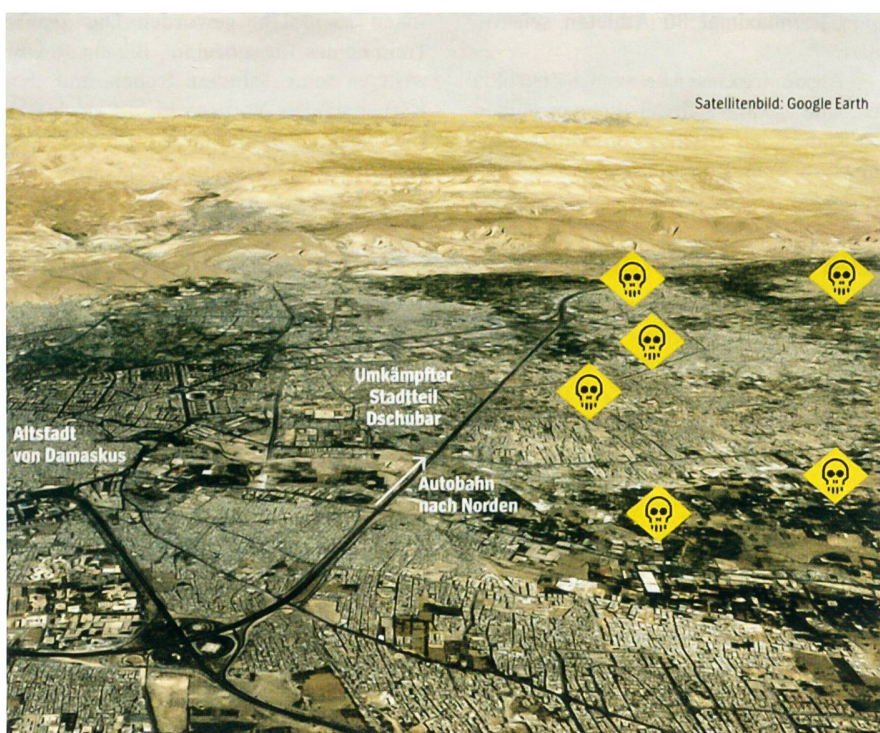 Satellitenbild: Google Earth
Umkämpfter
Stadtteil
Dschubar
Altstadt
von Damaskus
Autobahn
nach Norden